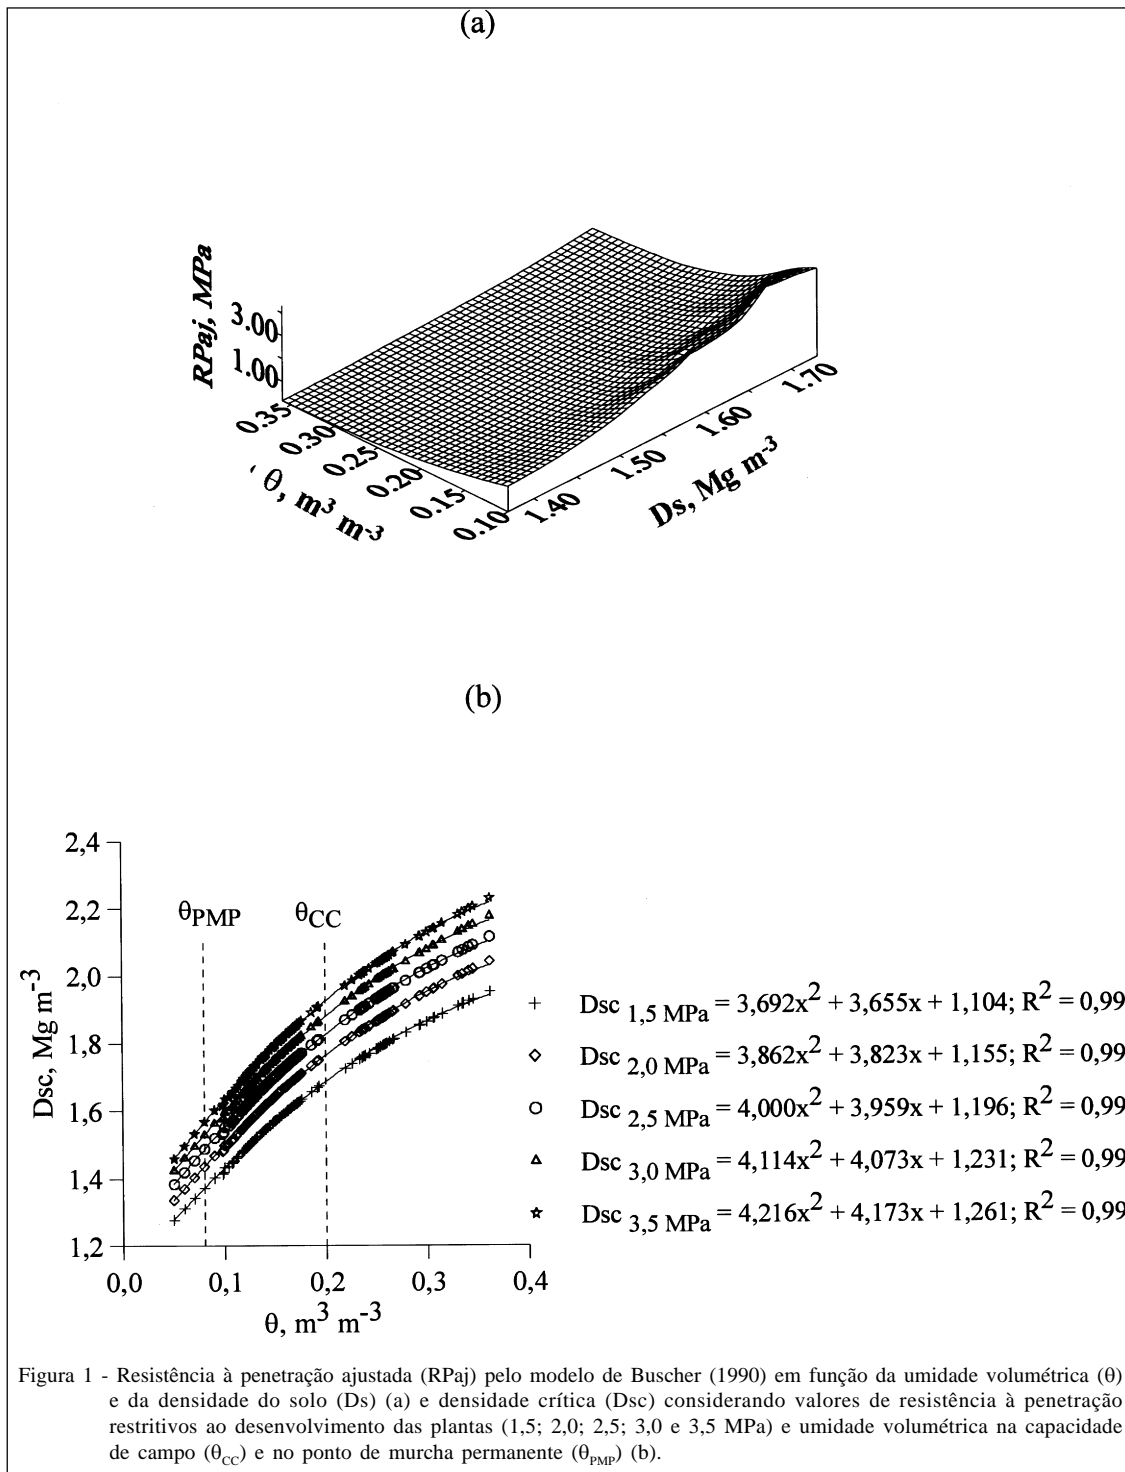 (a)
RPaj, MPa
3.00
1.00
0.35
0.30
0.25
0.20
0.15
0.10
θ, m³ m⁻³
1.40
1.50
1.60
1.70
Ds, Mg m⁻³
(b)
2,4
2,2
2,0
1,8
1,6
1,4
1,2
Dsc, Mg m⁻³
θPMP
θCC
0,0
0,1
0,2
0,3
0,4
θ, m³ m⁻³
Dsc 1,5 MPa = 3,692x² + 3,655x + 1,104; R² = 0,99
Dsc 2,0 MPa = 3,862x² + 3,823x + 1,155; R² = 0,99
Dsc 2,5 MPa = 4,000x² + 3,959x + 1,196; R² = 0,99
Dsc 3,0 MPa = 4,114x² + 4,073x + 1,231; R² = 0,99
Dsc 3,5 MPa = 4,216x² + 4,173x + 1,261; R² = 0,99
Figura 1 - Resistência à penetração ajustada (RPaj) pelo modelo de Buscher (1990) em função da umidade volumétrica (θ)
e da densidade do solo (Ds) (a) e densidade crítica (Dsc) considerando valores de resistência à penetração
restritivos ao desenvolvimento das plantas (1,5; 2,0; 2,5; 3,0 e 3,5 MPa) e umidade volumétrica na capacidade
de campo (θCC) e no ponto de murcha permanente (θPMP) (b).